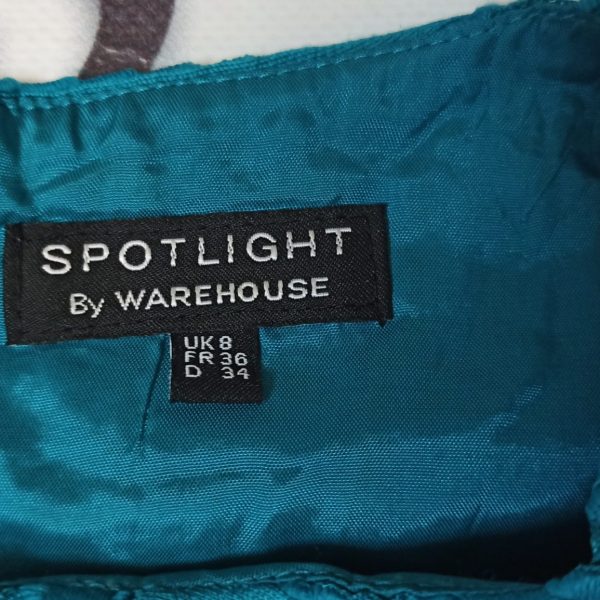 SPOTLIGHT
By WAREHOUSE
UK 8
FR 36
D 34